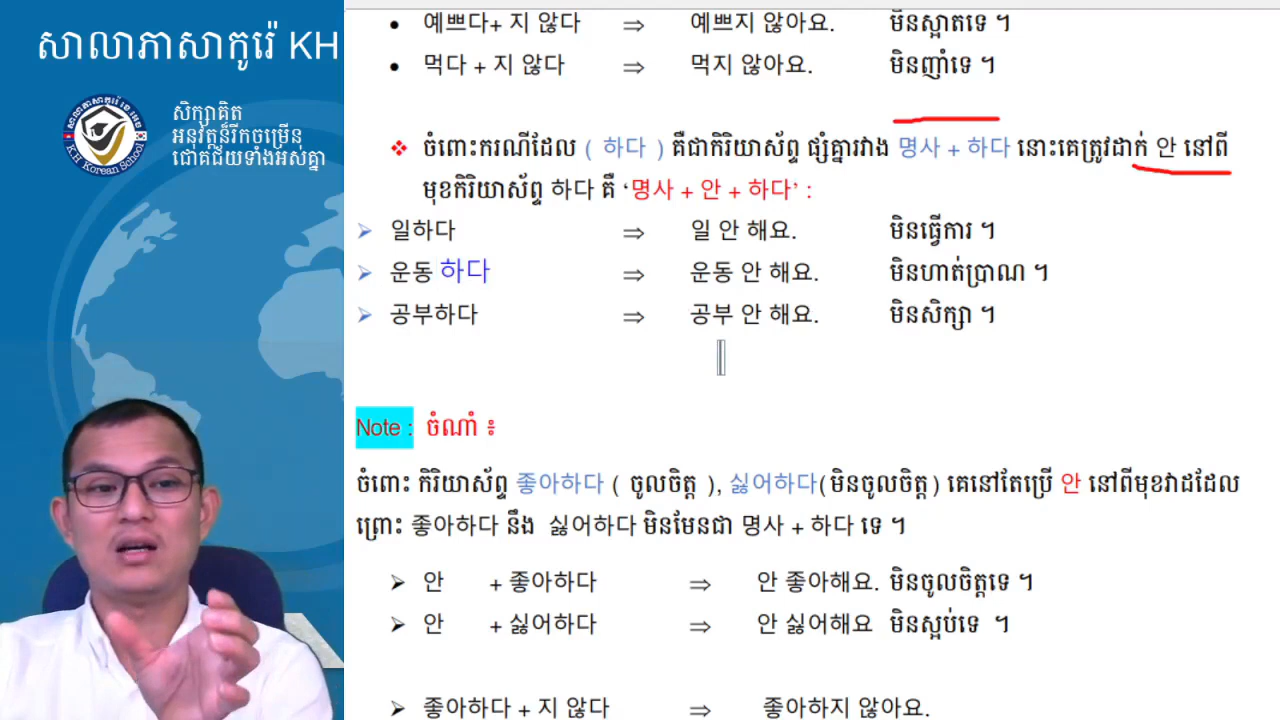 សាលាភាសាកូរ៉េ KH
K.H Korean School
សិក្សាគិត
អនុវត្តន៍រីកចម្រើន
ជោគជ័យទាំងអស់គ្នា
• 예쁘다+ 지 않다 ⇒ 예쁘지 않아요. មិនស្អាតទេ ។
• 먹다 + 지 않다 ⇒ 먹지 않아요. មិនញ៉ាំទេ ។
❖ ចំពោះករណីដែល ( 하다 ) គឺជាកិរិយាស័ព្ទ ផ្សំគ្នារវាង 명사 + 하다 នោះគេត្រូវដាក់ 안 នៅពី
មុខកិរិយាស័ព្ទ 하다 គឺ ‘명사 + 안 + 하다’ :
➢ 일하다 ⇒ 일 안 해요. មិនធ្វើការ ។
➢ 운동 하다 ⇒ 운동 안 해요. មិនហាត់ប្រាណ ។
➢ 공부하다 ⇒ 공부 안 해요. មិនសិក្សា ។
Note : ចំណាំ ៖
ចំពោះ កិរិយាស័ព្ទ 좋아하다 ( ចូលចិត្ត ), 싫어하다(មិនចូលចិត្ត) គេនៅតែប្រើ 안 នៅពីមុខវាដដែល
ព្រោះ 좋아하다 នឹង 싫어하다 មិនមែនជា 명사 + 하다 ទេ ។
➢ 안 + 좋아하다 ⇒ 안 좋아해요. មិនចូលចិត្តទេ ។
➢ 안 + 싫어하다 ⇒ 안 싫어해요 មិនស្អប់ទេ ។
➢ 좋아하다 + 지 않다 ⇒ 좋아하지 않아요.